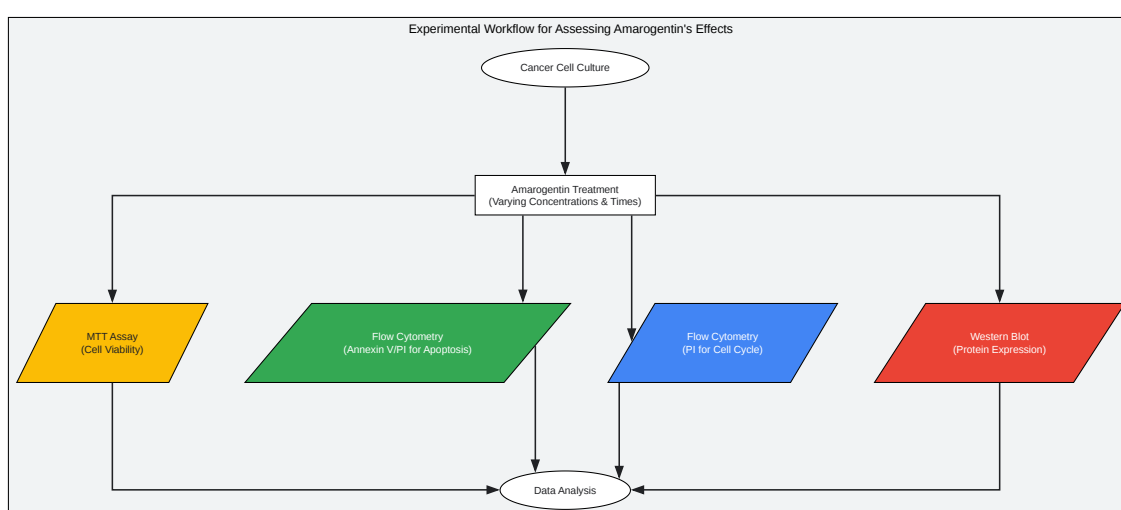 Experimental Workflow for Assessing Amarogentin's Effects
Cancer Cell Culture
Amarogentin Treatment
(Varying Concentrations & Times)
MTT Assay
(Cell Viability)
Flow Cytometry
(Annexin V/PI for Apoptosis)
Flow Cytometry
(PI for Cell Cycle)
Western Blot
(Protein Expression)
Data Analysis